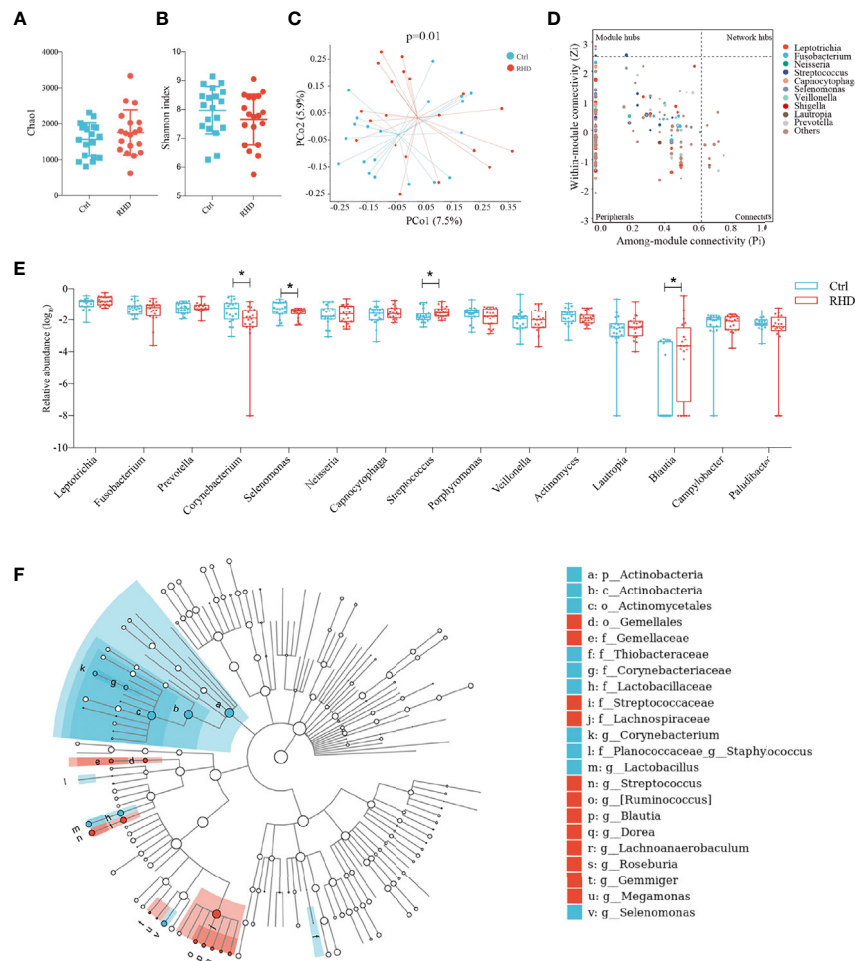 A
B
C
D
4000
3000
2000
1000
0
Chao1
Ctrl
RHD
10
9
8
7
6
5
Shannon index
Ctrl
RHD
p=0.01
Ctrl
RHD
0.25
0.15
0.05
-0.05
-0.15
-0.25
PCo2 (5.9%)
-0.25
-0.15
-0.05
0.05
0.15
0.25
0.35
PCo1 (7.5%)
Module hubs
Network hubs
Peripherals
3
2
1
0
-1
-2
-3
Within-module connectivity (Zi)
0.0
0.2
0.4
0.6
0.8
Among-module connectivity (Pi)
Leptotrichia
Fusobacterium
Neisseria
Streptococcus
Capnocytophag
Selenomonas
Veillonella
Shigella
Lautropia
Prevotella
Others
E
0
-2
-4
-6
-8
-10
Relative abundance (log
*
*
*
*
Ctrl
RHD
Leptotrichia
Fusobacterium
Prevotella
Corynebacterium
Selenomonas
Neisseria
Capnocytophaga
Streptococcus
Porphyromonas
Veillonella
Actinomyces
Lautropia
Blautia
Campylobacter
F
k
g
c
b
a
e
d
l
h
m
n
t
u
v
a: p__Actinobacteria
b: c__Actinobacteria
c: o__Actinomycetales
d: o__Gemellales
e: f__Gemellaceae
f: f__Thiobacteraceae
g: f__Corynebacteriaceae
h: f__Lactobacillaceae
i: f__Streptococcaceae
j: f__Lachnospiraceae
k: g__Corynebacterium
l: f__Planococcaceae_g__Staphyococcus
m: g__Lactobacillus
n: g__Streptococcus
o: g__[Ruminococcus]
p: g__Blautia
q: g__Dorea
r: g__Lachnoanaerobaculum
s: g__Roseburia
t: g__Gemmiger
u: g__Megamonas
v: g__Selenomonas